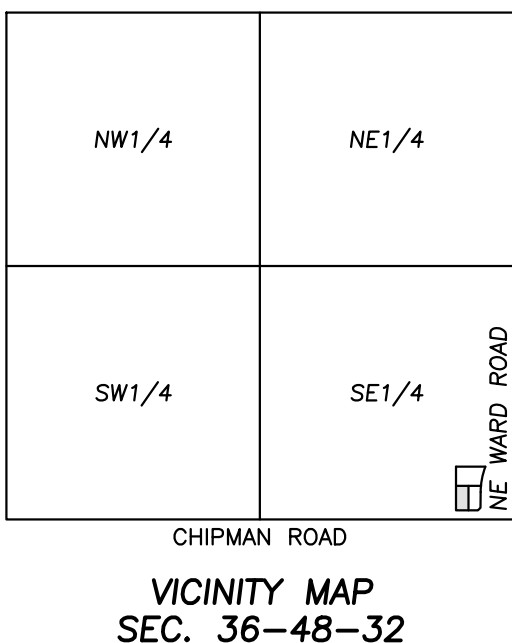 NW1/4
NE1/4
SW1/4
SE1/4
NE WARD ROAD
CHIPMAN ROAD
VICINITY MAP
SEC. 36-48-32